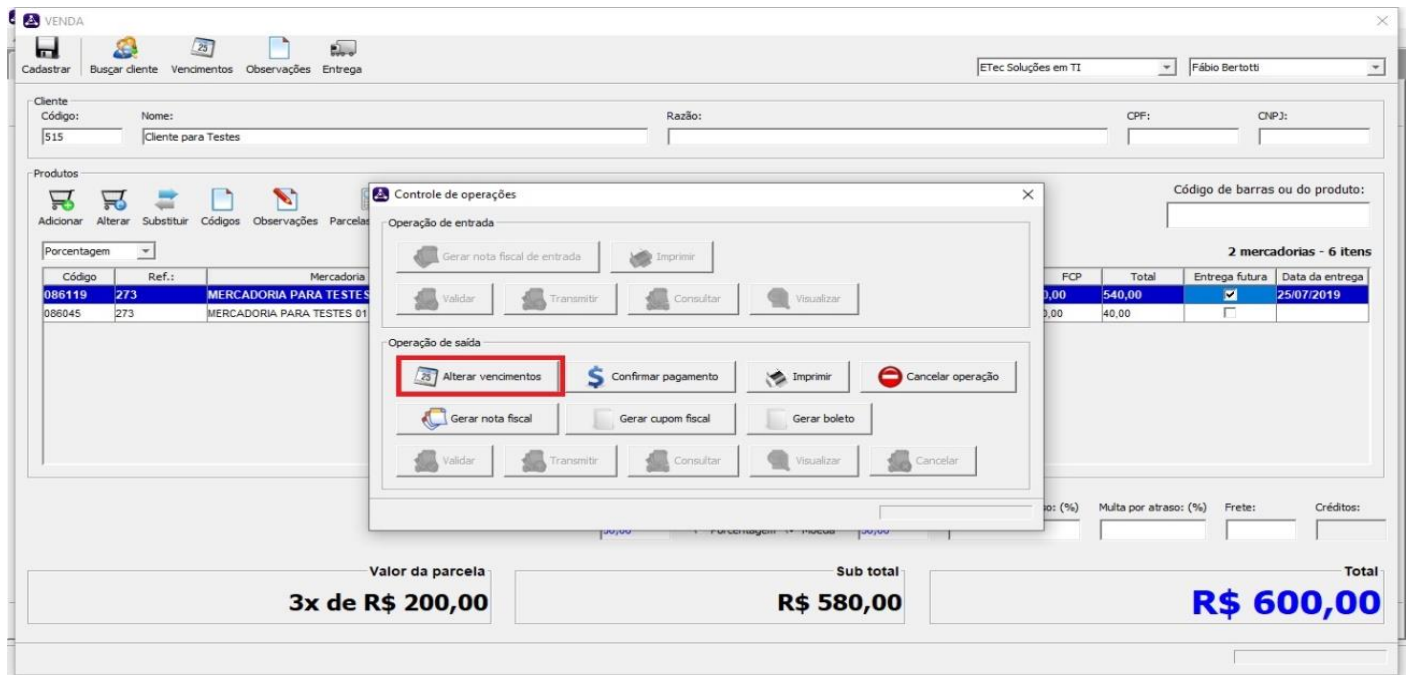 VENDA
Cadastrar Buscar cliente Vencimentos Observações Entrega
ETec Soluções em TI Fábio Bertotti
Cliente
Código: Nome: Razão: CPF: CNPJ:
515 Cliente para Testes
Produtos
Adicionar Alterar Substituir Códigos Observações Parcelas
Código de barras ou do produto:
Porcentagem
2 mercadorias - 6 itens
Código Ref.: Mercadoria FCP Total Entrega futura Data da entrega
086119 273 MERCADORIA PARA TESTES 0,00 540,00 25/07/2019
086045 273 MERCADORIA PARA TESTES 01 0,00 40,00
Controle de operações
Operação de entrada
Gerar nota fiscal de entrada Imprimir
Validar Transmitir Consultar Visualizar
Operação de saída
25 Alterar vencimentos Confirmar pagamento Imprimir Cancelar operação
Gerar nota fiscal Gerar cupom fiscal Gerar boleto
Validar Transmitir Consultar Visualizar Cancelar
so: (%) Multa por atraso: (%) Frete: Créditos:
Valor da parcela Sub total Total
3x de R$ 200,00 R$ 580,00 R$ 600,00